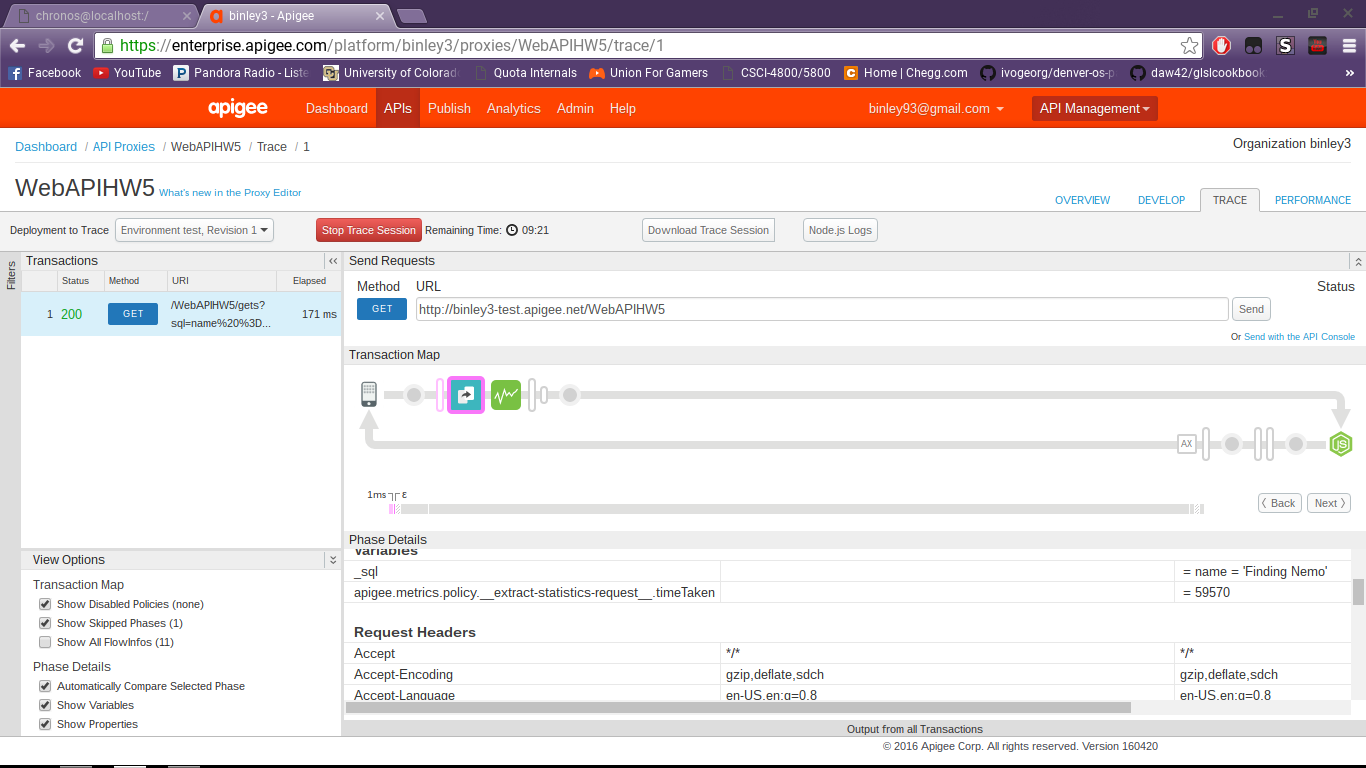 chronos@localhost:/ binley3 - Apigee
https://enterprise.apigee.com/platform/binley3/proxies/WebAPIHW5/trace/1
Facebook YouTube Pandora Radio - Liste University of Colorad Quota Internals Union For Gamers CSCI-4800/5800 Home | Chegg.com ivogeorg/denver-os-p daw42/glslcookbook »
apigee Dashboard APIs Publish Analytics Admin Help binley93@gmail.com API Management
Dashboard / API Proxies / WebAPIHW5 / Trace / 1 Organization binley3
WebAPIHW5 What's new in the Proxy Editor
OVERVIEW DEVELOP TRACE PERFORMANCE
Deployment to Trace Environment test, Revision 1 Stop Trace Session Remaining Time: 09:21 Download Trace Session Node.js Logs
Filters
Transactions
Status Method URI Elapsed
1 200 GET /WebAPIHW5/gets? sql=name%20%3D... 171 ms
Send Requests
Method URL Status
GET http://binley3-test.apigee.net/WebAPIHW5 Send
Or Send with the API Console
Transaction Map
AX
JS
1ms ε
Back Next
View Options
Transaction Map
Show Disabled Policies (none)
Show Skipped Phases (1)
Show All FlowInfos (11)
Phase Details
Automatically Compare Selected Phase
Show Variables
Show Properties
Phase Details
Variables
_sql = name = 'Finding Nemo'
apigee.metrics.policy.__extract-statistics-request__.timeTaken = 59570
Request Headers
Accept */* */*
Accept-Encoding gzip,deflate,sdch gzip,deflate,sdch
Accept-Language en-US,en;q=0.8 en-US,en;q=0.8
Output from all Transactions
© 2016 Apigee Corp. All rights reserved. Version 160420